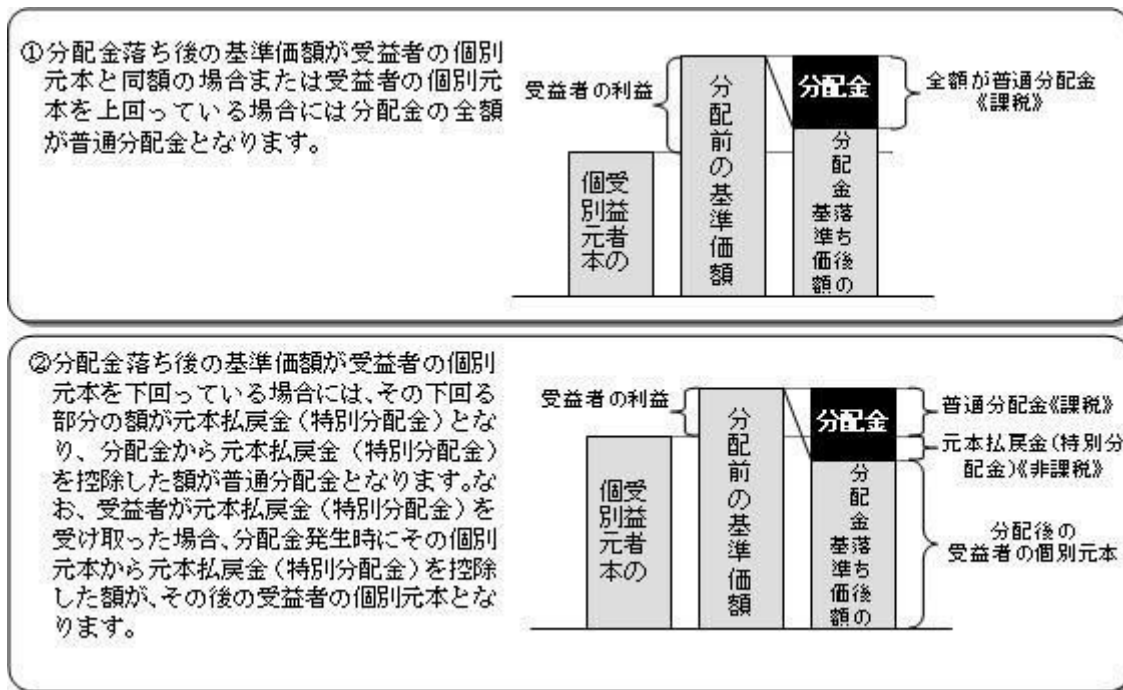 ①分配金落ち後の基準価額が受益者の個別
元本と同額の場合または受益者の個別元
本を上回っている場合には分配金の全額
が普通分配金となります。
受益者の利益
受益者の
個別元本
分配前の基準価額
分配金
分配金落ち後の
基準価額
全額が普通分配金
《課税》
②分配金落ち後の基準価額が受益者の個別
元本を下回っている場合には、その下回る
部分の額が元本払戻金(特別分配金)とな
り、分配金から元本払戻金(特別分配金)
を控除した額が普通分配金となります。な
お、受益者が元本払戻金(特別分配金)を
受け取った場合、分配金発生時にその個別
元本から元本払戻金(特別分配金)を控除
した額が、その後の受益者の個別元本とな
ります。
受益者の利益
受益者の
個別元本
分配前の基準価額
分配金
分配金落ち後の
基準価額
普通分配金《課税》
元本払戻金(特別分
配金)《非課税》
分配後の
受益者の個別元本